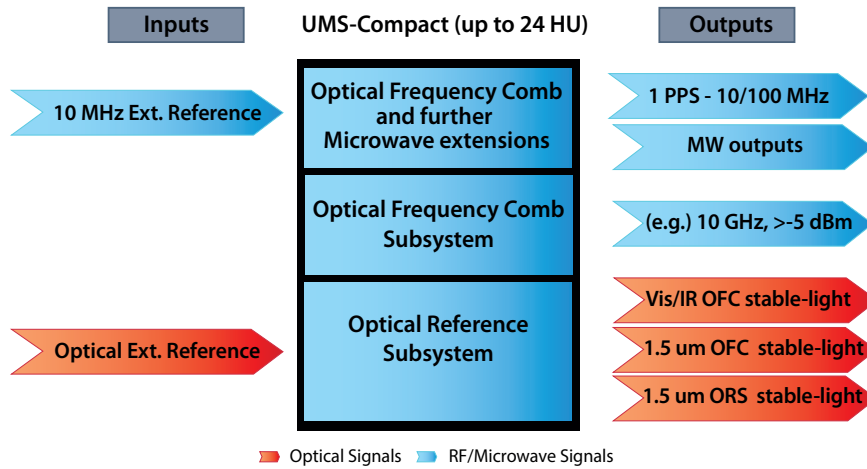 Inputs
UMS-Compact (up to 24 HU)
Outputs
10 MHz Ext. Reference
Optical Ext. Reference
Optical Frequency Comb
and further
Microwave extensions
Optical Frequency Comb
Subsystem
Optical Reference
Subsystem
1 PPS - 10/100 MHz
MW outputs
(e.g.) 10 GHz, >-5 dBm
Vis/IR OFC stable-light
1.5 um OFC stable-light
1.5 um ORS stable-light
Optical Signals
RF/Microwave Signals